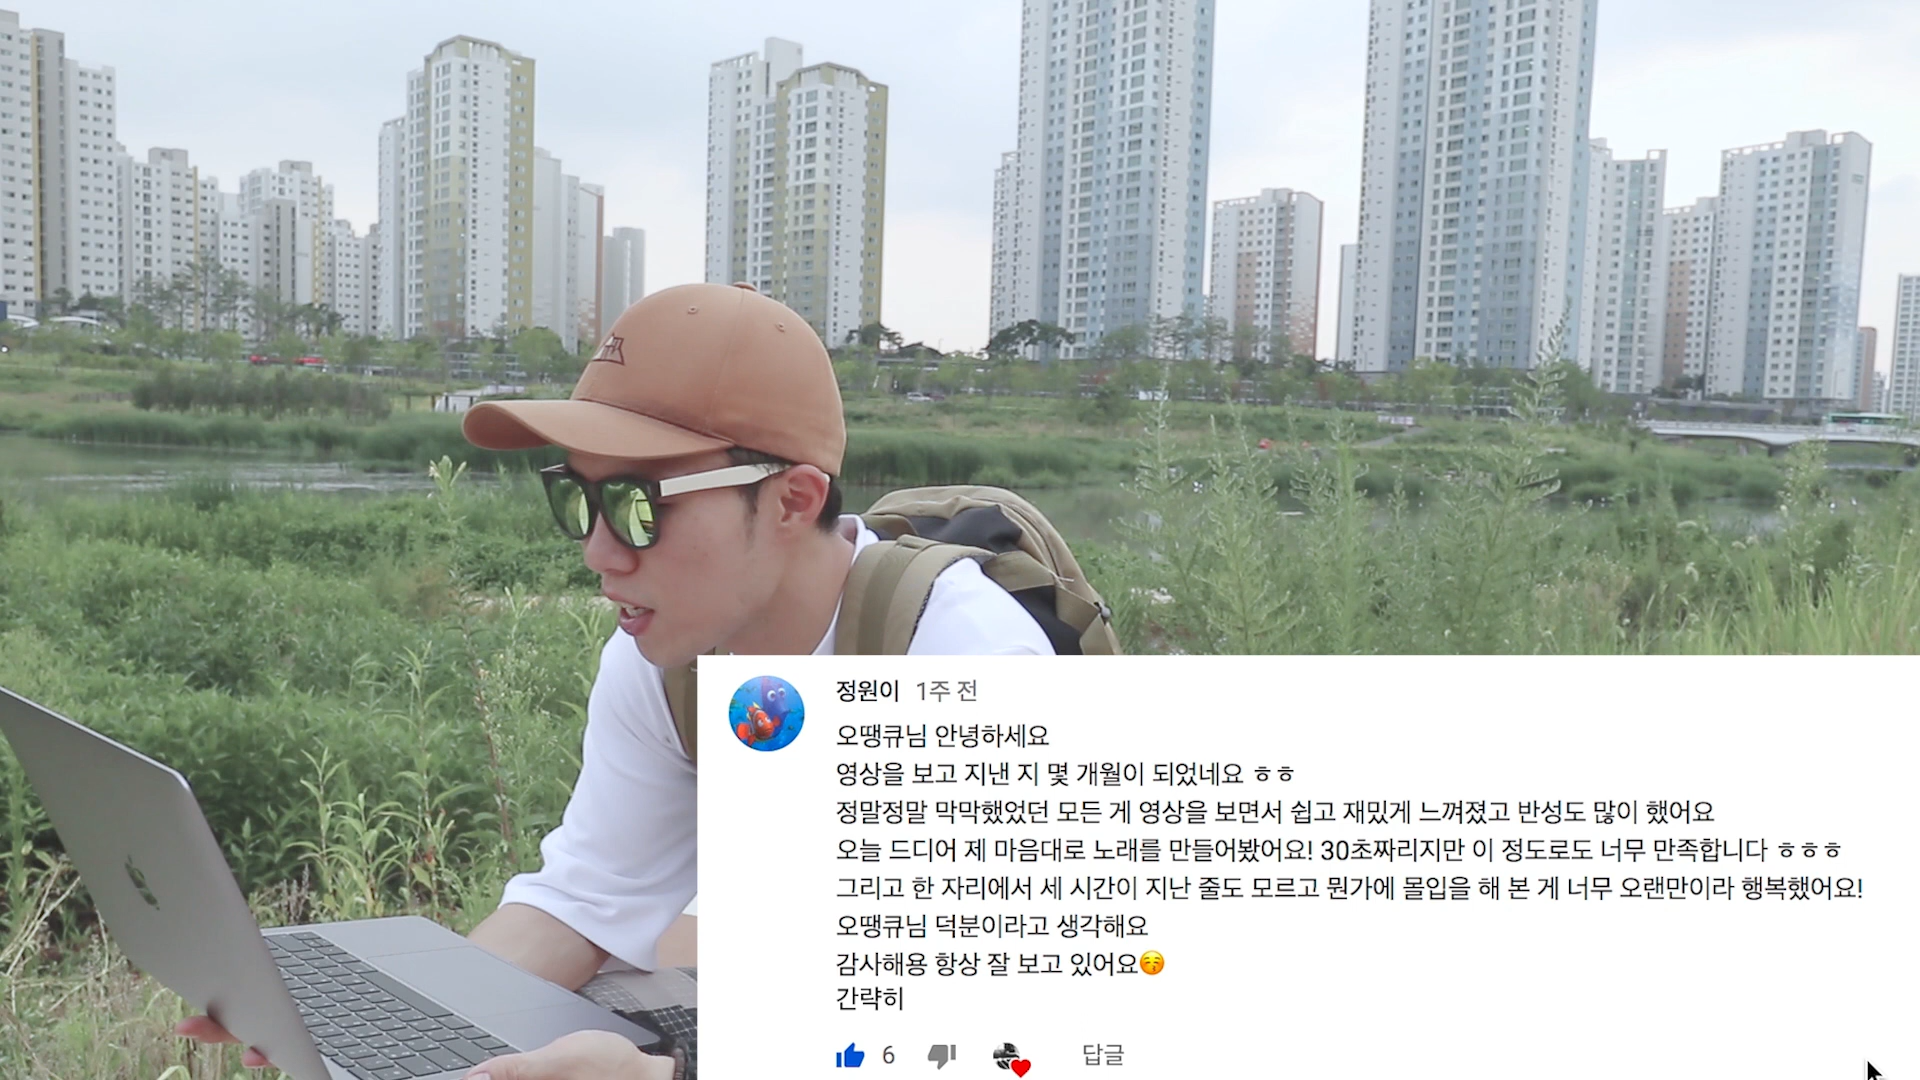 정원이 1주 전
오땡큐님 안녕하세요
영상을 보고 지낸 지 몇 개월이 되었네요 ㅎㅎ
정말정말 막막했었던 모든 게 영상을 보면서 쉽고 재밌게 느껴졌고 반성도 많이 했어요
오늘 드디어 제 마음대로 노래를 만들어봤어요! 30초짜리지만 이 정도로도 너무 만족합니다 ㅎㅎㅎ
그리고 한 자리에서 세 시간이 지난 줄도 모르고 뭔가에 몰입을 해 본 게 너무 오랜만이라 행복했어요!
오땡큐님 덕분이라고 생각해요
감사해용 항상 잘 보고 있어요😚
간략히
6 답글